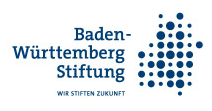 Baden-
Württemberg
Stiftung
WIR STIFTEN ZUKUNFT